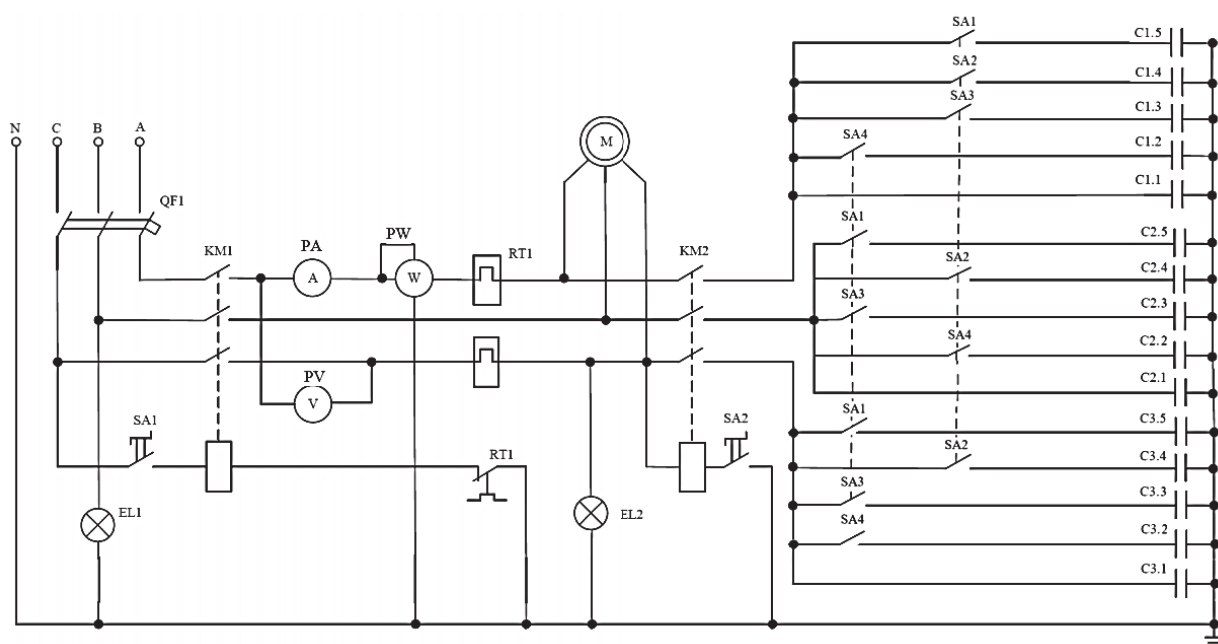 SA1
C1.5
SA2
C1.4
SA3
C1.3
N
C
B
A
M
SA4
C1.2
C1.1
QF1
SA1
C2.5
KM1
PA
PW
RT1
KM2
SA2
C2.4
A
W
SA3
C2.3
SA4
C2.2
PV
C2.1
V
SA1
SA2
SA1
C3.5
SA2
C3.4
RT1
SA3
C3.3
EL1
EL2
SA4
C3.2
C3.1